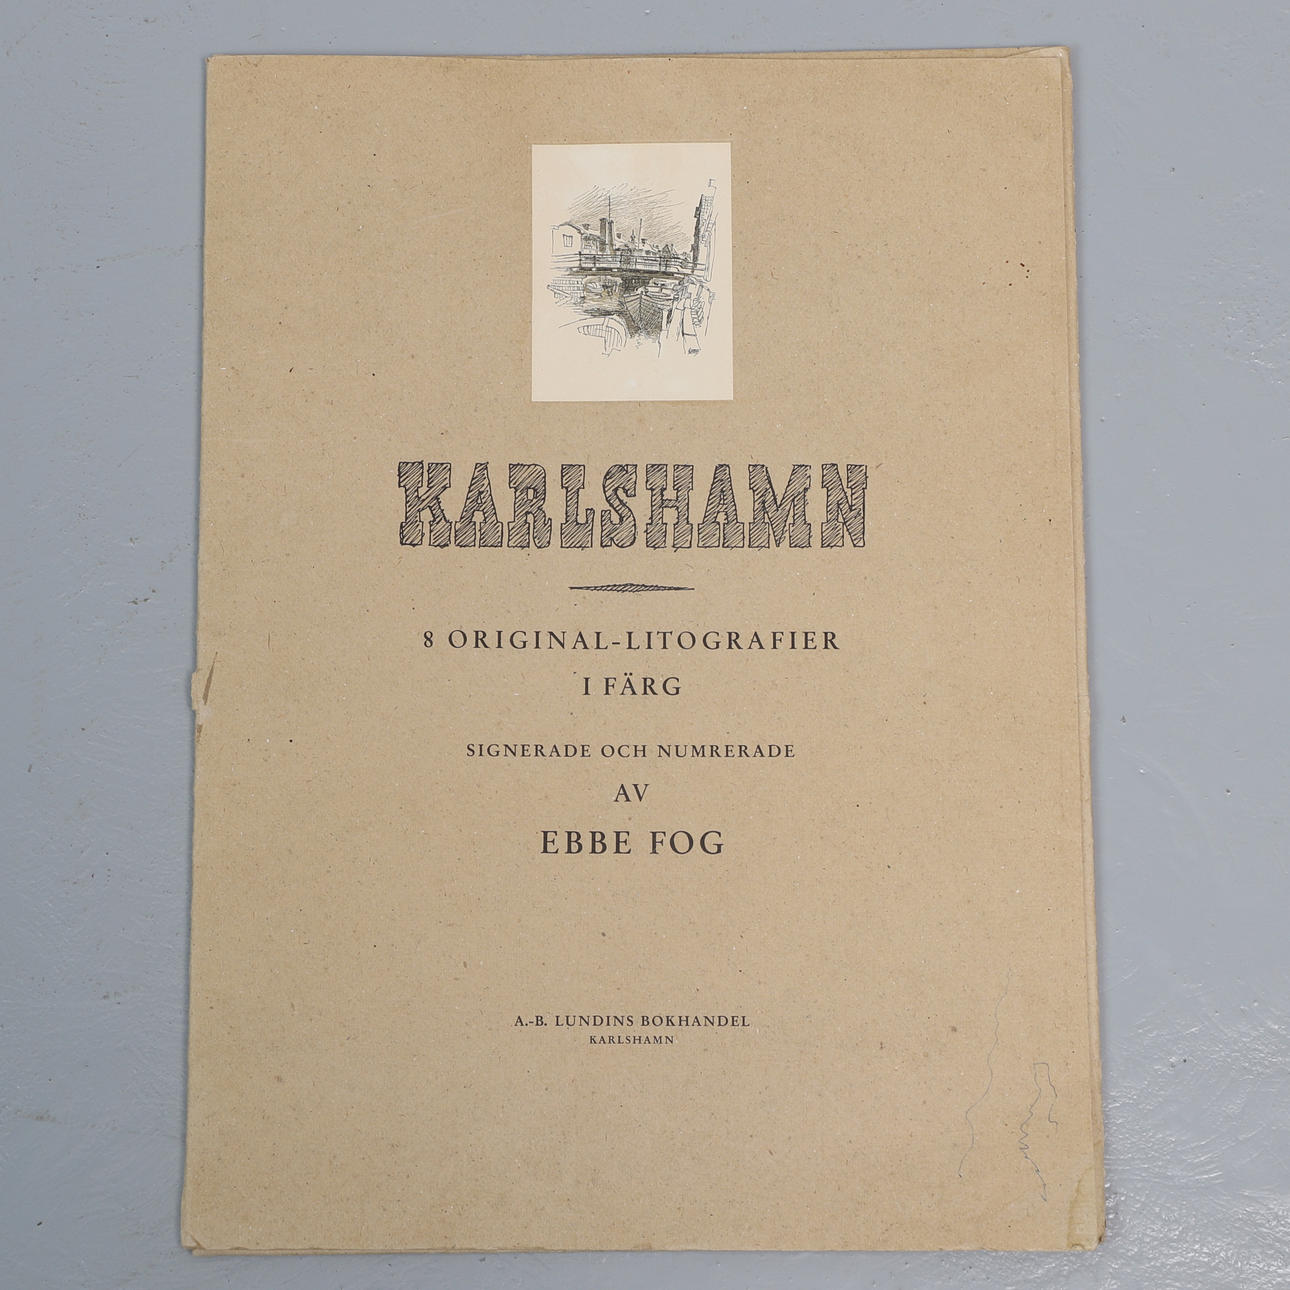 KARLSHAMN
8 ORIGINAL-LITOGRAFIER
I FÄRG
SIGNERADE OCH NUMRERADE
AV
EBBE FOG
A.-B. LUNDINS BOKHANDEL
KARLSHAMN